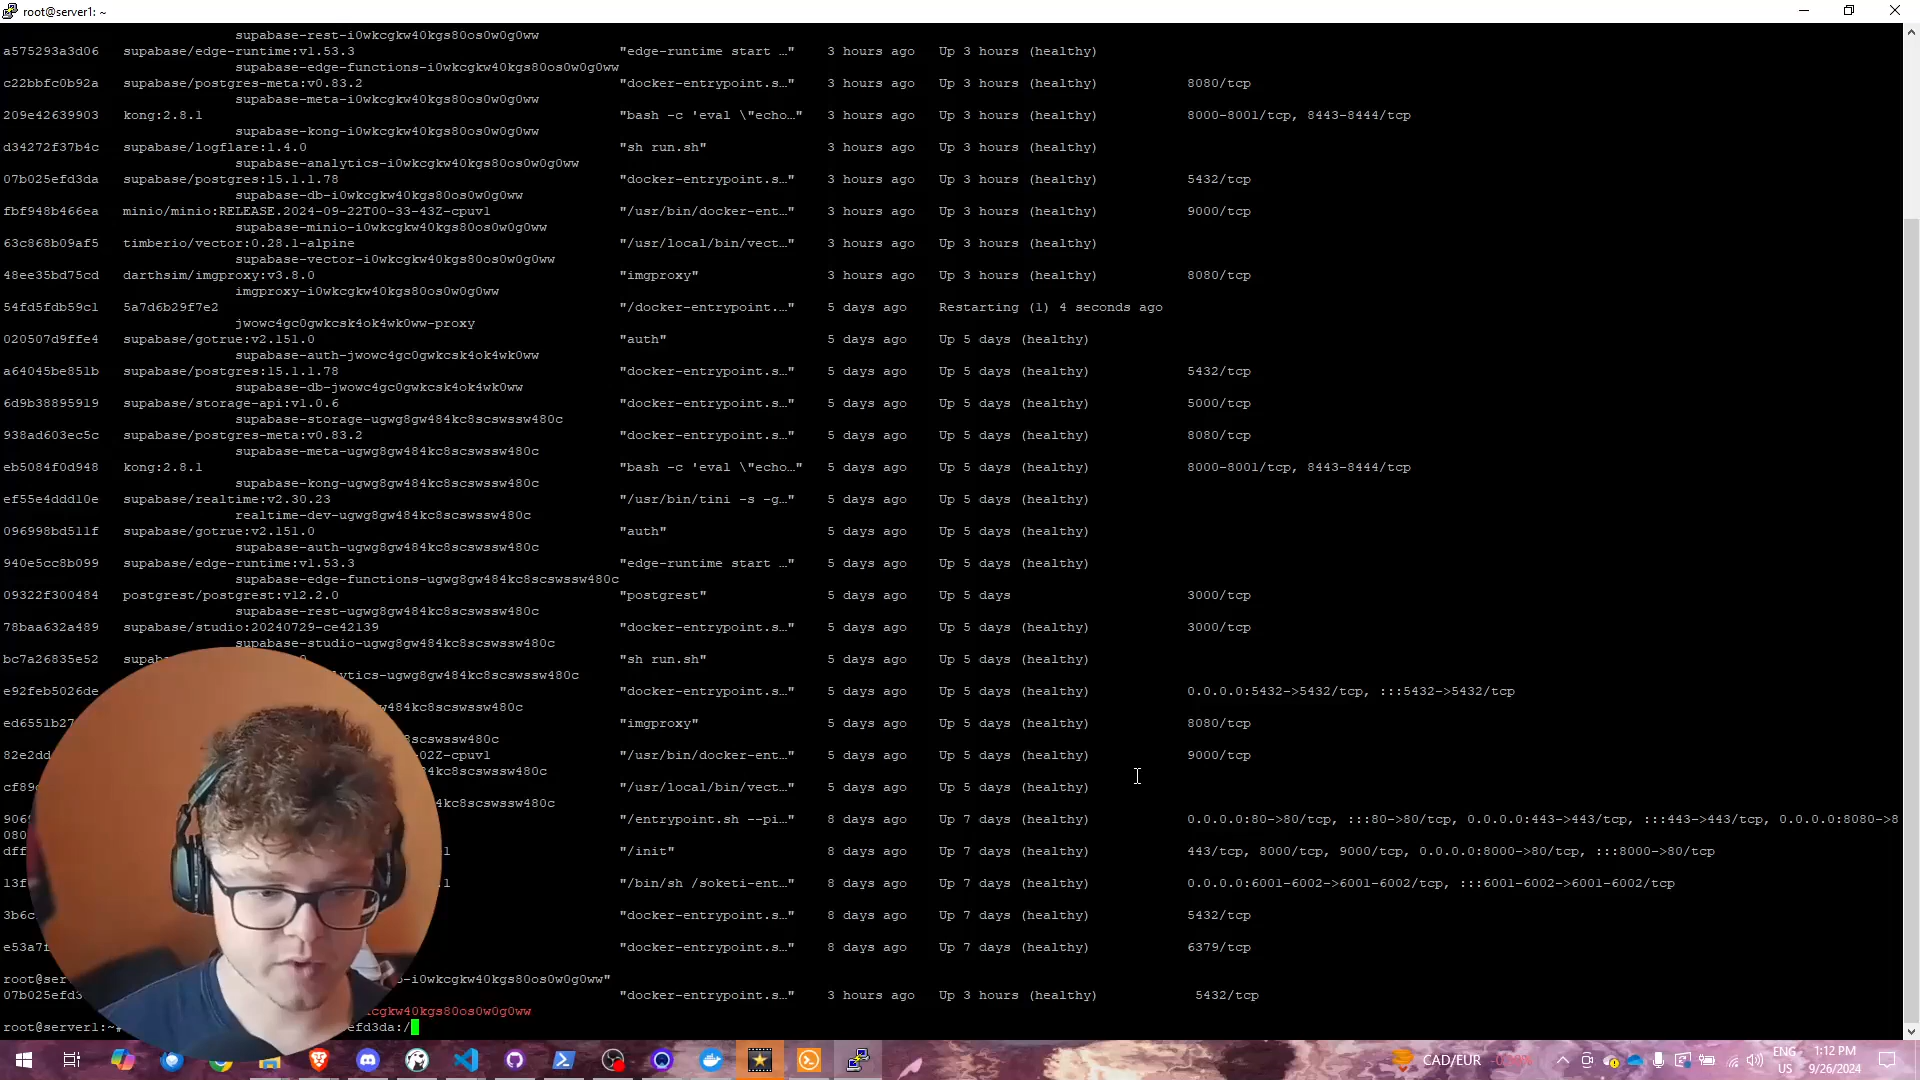 root@server1: ~
supabase-rest-i0wkcgkw40kgs80os0w0g0ww
a575293a3d06 supabase/edge-runtime:v1.53.3 "edge-runtime start …" 3 hours ago Up 3 hours (healthy)
supabase-edge-functions-i0wkcgkw40kgs80os0w0g0ww
c22bbfc0b92a supabase/postgres-meta:v0.83.2 "docker-entrypoint.s…" 3 hours ago Up 3 hours (healthy) 8080/tcp
supabase-meta-i0wkcgkw40kgs80os0w0g0ww
209e42639903 kong:2.8.1 "bash -c 'eval \"echo…" 3 hours ago Up 3 hours (healthy) 8000-8001/tcp, 8443-8444/tcp
supabase-kong-i0wkcgkw40kgs80os0w0g0ww
d34272f37b4c supabase/logflare:1.4.0 "sh run.sh" 3 hours ago Up 3 hours (healthy)
supabase-analytics-i0wkcgkw40kgs80os0w0g0ww
07b025efd3da supabase/postgres:15.1.1.78 "docker-entrypoint.s…" 3 hours ago Up 3 hours (healthy) 5432/tcp
supabase-db-i0wkcgkw40kgs80os0w0g0ww
fbf948b466ea minio/minio:RELEASE.2024-09-22T00-33-43Z-cpuv1 "/usr/bin/docker-ent…" 3 hours ago Up 3 hours (healthy) 9000/tcp
supabase-minio-i0wkcgkw40kgs80os0w0g0ww
63c868b09af5 timberio/vector:0.28.1-alpine "/usr/local/bin/vect…" 3 hours ago Up 3 hours (healthy)
supabase-vector-i0wkcgkw40kgs80os0w0g0ww
48ee35bd75cd darthsim/imgproxy:v3.8.0 "imgproxy" 3 hours ago Up 3 hours (healthy) 8080/tcp
imgproxy-i0wkcgkw40kgs80os0w0g0ww
54fd5fdb59c1 5a7d6b29f7e2 "/docker-entrypoint.…" 5 days ago Restarting (1) 4 seconds ago
jwowc4gc0gwkcsk4ok4wk0ww-proxy
020507d9ffe4 supabase/gotrue:v2.151.0 "auth" 5 days ago Up 5 days (healthy)
supabase-auth-jwowc4gc0gwkcsk4ok4wk0ww
a64045be851b supabase/postgres:15.1.1.78 "docker-entrypoint.s…" 5 days ago Up 5 days (healthy) 5432/tcp
supabase-db-jwowc4gc0gwkcsk4ok4wk0ww
6d9b38895919 supabase/storage-api:v1.0.6 "docker-entrypoint.s…" 5 days ago Up 5 days (healthy) 5000/tcp
supabase-storage-ugwg8gw484kc8scswssw480c
938ad603ec5c supabase/postgres-meta:v0.83.2 "docker-entrypoint.s…" 5 days ago Up 5 days (healthy) 8080/tcp
supabase-meta-ugwg8gw484kc8scswssw480c
eb5084f0d948 kong:2.8.1 "bash -c 'eval \"echo…" 5 days ago Up 5 days (healthy) 8000-8001/tcp, 8443-8444/tcp
supabase-kong-ugwg8gw484kc8scswssw480c
ef55e4ddd10e supabase/realtime:v2.30.23 "/usr/bin/tini -s -g…" 5 days ago Up 5 days (healthy)
realtime-dev-ugwg8gw484kc8scswssw480c
096998bd511f supabase/gotrue:v2.151.0 "auth" 5 days ago Up 5 days (healthy)
supabase-auth-ugwg8gw484kc8scswssw480c
940e5cc8b099 supabase/edge-runtime:v1.53.3 "edge-runtime start …" 5 days ago Up 5 days (healthy)
supabase-edge-functions-ugwg8gw484kc8scswssw480c
09322f300484 postgrest/postgrest:v12.2.0 "postgrest" 5 days ago Up 5 days 3000/tcp
supabase-rest-ugwg8gw484kc8scswssw480c
78baa632a489 supabase/studio:20240729-ce42139 "docker-entrypoint.s…" 5 days ago Up 5 days (healthy) 3000/tcp
supabase-studio-ugwg8gw484kc8scswssw480c
bc7a26835e52 "sh run.sh" 5 days ago Up 5 days (healthy)
ytics-ugwg8gw484kc8scswssw480c
e92feb5026de "docker-entrypoint.s…" 5 days ago Up 5 days (healthy) 0.0.0.0:5432->5432/tcp, :::5432->5432/tcp
w484kc8scswssw480c
ed6551b27 "imgproxy" 5 days ago Up 5 days (healthy) 8080/tcp
8scswssw480c
82e2dd 02Z-cpuv1 "/usr/bin/docker-ent…" 5 days ago Up 5 days (healthy) 9000/tcp
4kc8scswssw480c
cf89 "/usr/local/bin/vect…" 5 days ago Up 5 days (healthy)
4kc8scswssw480c
906 "/entrypoint.sh --pi…" 8 days ago Up 7 days (healthy) 0.0.0.0:80->80/tcp, :::80->80/tcp, 0.0.0.0:443->443/tcp, :::443->443/tcp, 0.0.0.0:8080->8
080
dff 1 "/init" 8 days ago Up 7 days (healthy) 443/tcp, 8000/tcp, 9000/tcp, 0.0.0.0:8000->80/tcp, :::8000->80/tcp
13f .1 "/bin/sh /soketi-ent…" 8 days ago Up 7 days (healthy) 0.0.0.0:6001-6002->6001-6002/tcp, :::6001-6002->6001-6002/tcp
3b6c "docker-entrypoint.s…" 8 days ago Up 7 days (healthy) 5432/tcp
e53a7f "docker-entrypoint.s…" 8 days ago Up 7 days (healthy) 6379/tcp
root@ser -i0wkcgkw40kgs80os0w0g0ww"
07b025efd3 "docker-entrypoint.s…" 3 hours ago Up 3 hours (healthy) 5432/tcp
cgkw40kgs80os0w0g0ww
root@server1:~# efd3da:/
CAD/EUR
ENG
US
1:12 PM
9/26/2024